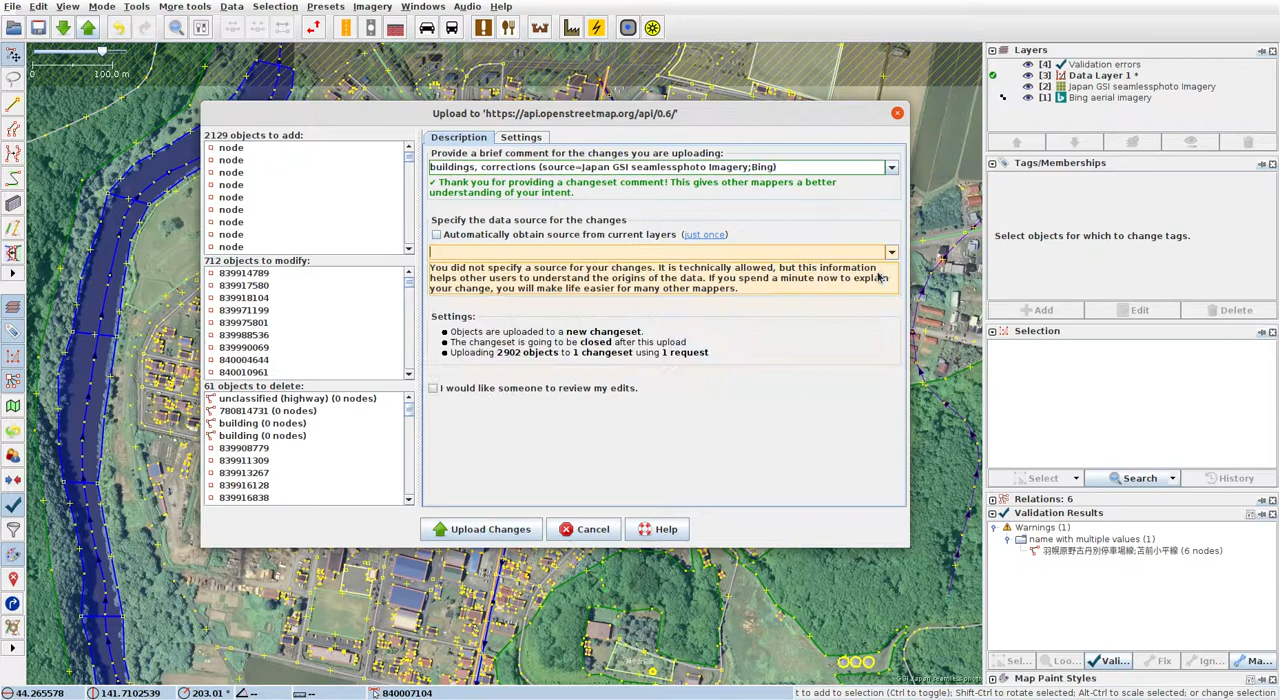 File Edit View Mode Tools More tools Data Selection Presets Imagery Windows Audio Help
0 100.0 m
Upload to 'https://api.openstreetmap.org/api/0.6/'
2129 objects to add:
node
node
node
node
node
node
node
node
node
712 objects to modify:
839914789
839917580
839918104
839971199
839975801
839988536
839990069
840004644
840010961
61 objects to delete:
unclassified (highway) (0 nodes)
780814731 (0 nodes)
building (0 nodes)
building (0 nodes)
839908779
839911309
839913267
839916128
839916838
Description Settings
Provide a brief comment for the changes you are uploading:
buildings, corrections (source=Japan GSI seamlessphoto Imagery;Bing)
✓ Thank you for providing a changeset comment! This gives other mappers a better
understanding of your intent.
Specify the data source for the changes
Automatically obtain source from current layers (just once)
You did not specify a source for your changes. It is technically allowed, but this information
helps other users to understand the origins of the data. If you spend a minute now to explain
your change, you will make life easier for many other mappers.
Settings:
● Objects are uploaded to a new changeset.
● The changeset is going to be closed after this upload
● Uploading 2902 objects to 1 changeset using 1 request
I would like someone to review my edits.
Upload Changes Cancel Help
Layers
[4] Validation errors
[3] Data Layer 1 *
[2] Japan GSI seamlessphoto Imagery
[1] Bing aerial imagery
Tags/Memberships
Select objects for which to change tags.
Add Edit Delete
Selection
Select Search History
Relations: 6
Validation Results
Warnings (1)
name with multiple values (1)
羽幌原野古丹別停車場線;苫前小平線 (6 nodes)
Sel... Loo... Vali... Fix Ign... Ma...
Map Paint Styles
GSI Japan seamless photo
44.265578 141.7102539 203.01 ° -- -- 840007104
t to add to selection (Ctrl to toggle); Shift-Ctrl to rotate selected; Alt-Ctrl to scale selected; or change selection